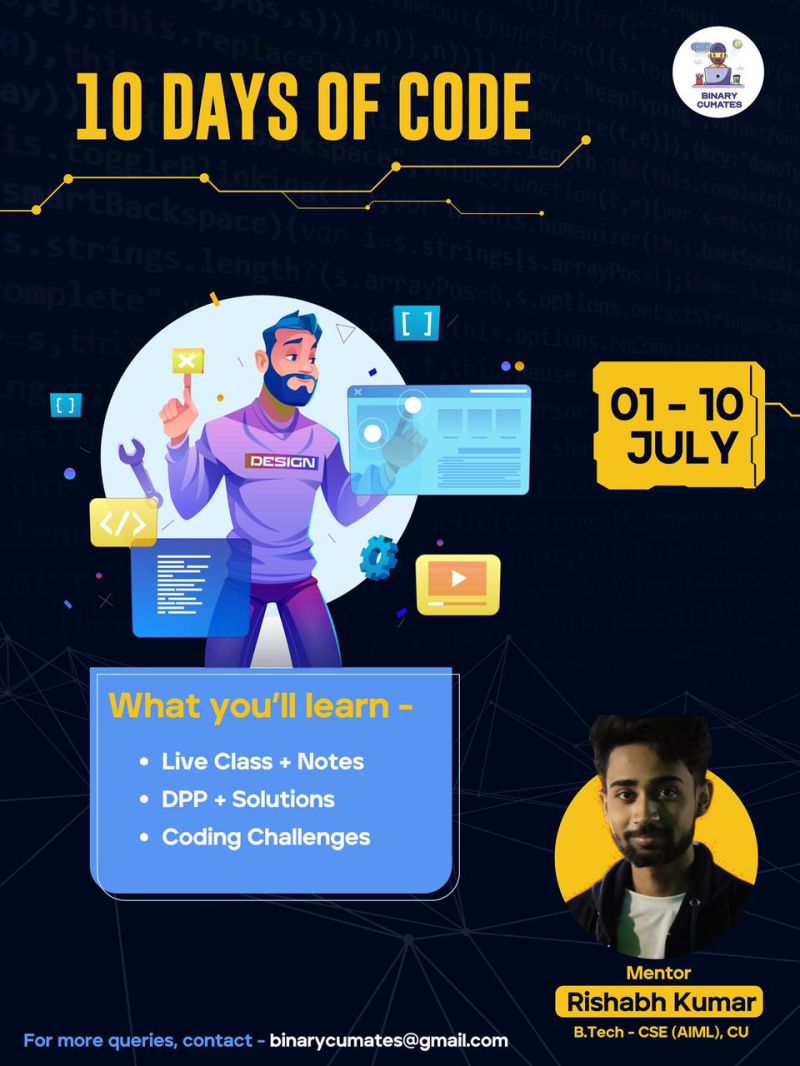 10 DAYS OF CODE
BINARY
CUMATES
DESIGN
[ ]
[ ]
</>
01 - 10
JULY
What you'll learn -
• Live Class + Notes
• DPP + Solutions
• Coding Challenges
Mentor
Rishabh Kumar
B.Tech - CSE (AIML), CU
For more queries, contact - binarycumates@gmail.com